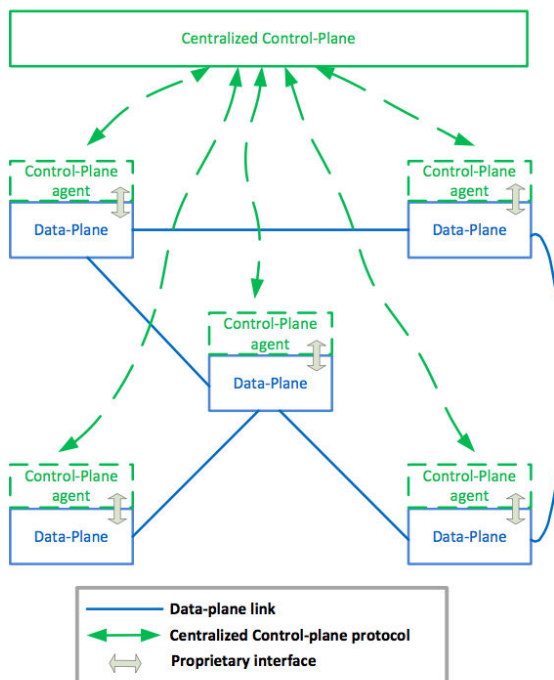 Centralized Control-Plane
Control-Plane
agent
Data-Plane
Control-Plane
agent
Data-Plane
Control-Plane
agent
Data-Plane
Control-Plane
agent
Data-Plane
Control-Plane
agent
Data-Plane
Data-plane link
Centralized Control-plane protocol
Proprietary interface